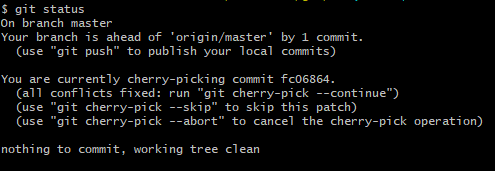 $ git status
On branch master
Your branch is ahead of 'origin/master' by 1 commit.
  (use "git push" to publish your local commits)

You are currently cherry-picking commit fc06864.
  (all conflicts fixed: run "git cherry-pick --continue")
  (use "git cherry-pick --skip" to skip this patch)
  (use "git cherry-pick --abort" to cancel the cherry-pick operation)

nothing to commit, working tree clean